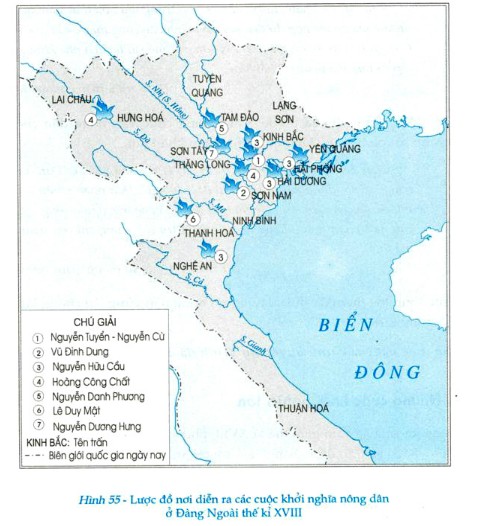 TUYÊN
QUANG
S. Nhị (S. Hồng)
LẠNG
SƠN
LAI CHÂU
HƯNG HOÁ
4
S. Đà
TAM ĐẢO
5
KINH BẮC
3
YÊN QUẢNG
SƠN TÂY
7
THĂNG LONG
1
3
HẢI PHÒNG
4
3
HẢI DƯƠNG
2
SƠN NAM
S. Mã
6
NINH BÌNH
THANH HOÁ
3
NGHỆ AN
S. Cả
BIỂN
ĐÔNG
S. Gianh
THUẬN HOÁ
CHÚ GIẢI
1 Nguyễn Tuyển - Nguyễn Cừ
2 Vũ Đình Dung
3 Nguyễn Hữu Cầu
4 Hoàng Công Chất
5 Nguyễn Danh Phương
6 Lê Duy Mật
7 Nguyễn Dương Hưng
KINH BẮC: Tên trấn
Biên giới quốc gia ngày nay
Hình 55 - Lược đồ nơi diễn ra các cuộc khởi nghĩa nông dân
ở Đàng Ngoài thế kỉ XVIII